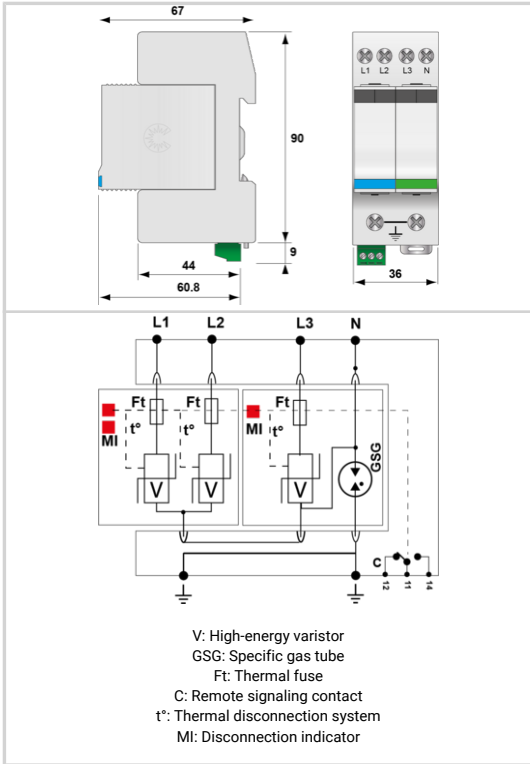 67
90
9
44
60.8
L1 L2 L3 N
36
L1 L2 L3 N
Ft Ft Ft
MI t° t° MI t°
V V V GSG
C
12 11 14
V: High-energy varistor
GSG: Specific gas tube
Ft: Thermal fuse
C: Remote signaling contact
t°: Thermal disconnection system
MI: Disconnection indicator